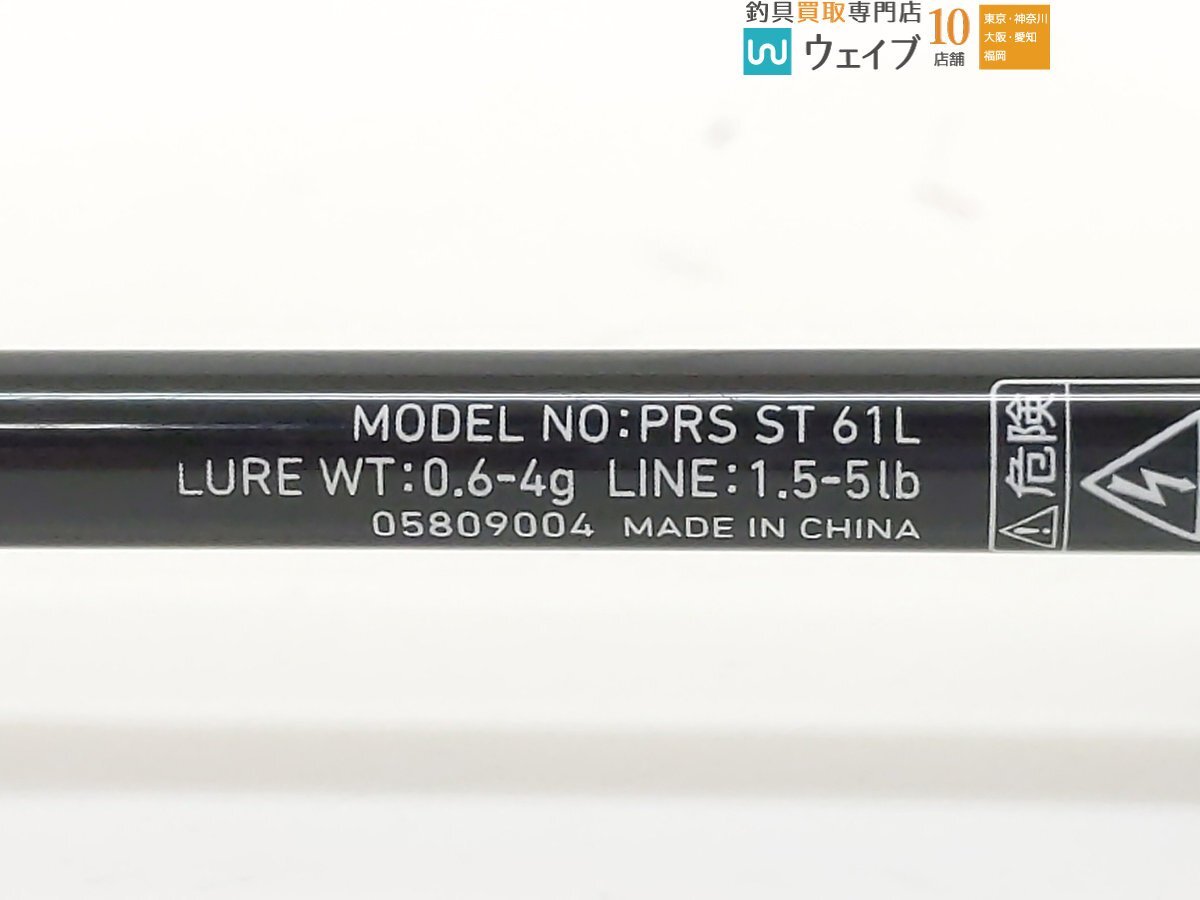 釣具買取専門店
ウェイブ
10
店舗
東京・神奈川
大阪・愛知
福岡
MODEL NO:PRS ST 61L
LURE WT:0.6-4g LINE:1.5-5lb
05809004 MADE IN CHINA
危険